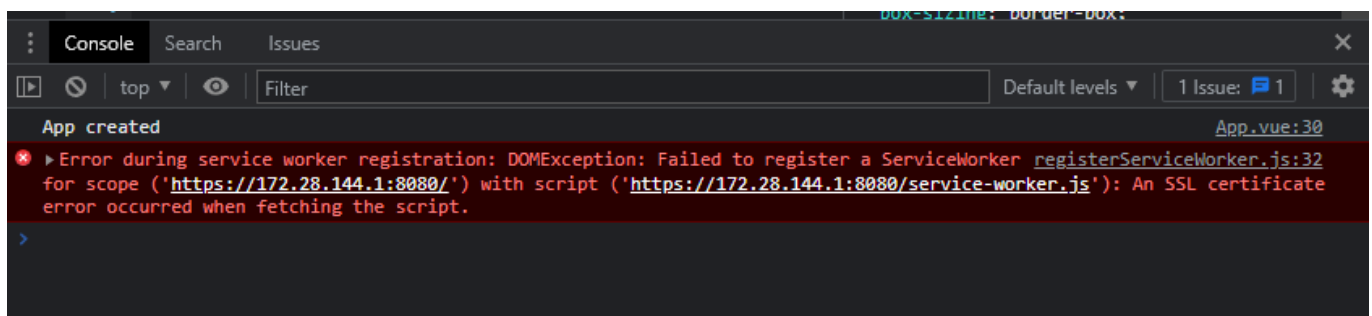 box-sizing: border-box;
Console Search Issues
top Filter Default levels 1 Issue: 1
App created App.vue:30
Error during service worker registration: DOMException: Failed to register a ServiceWorker registerServiceWorker.js:32
for scope ('https://172.28.144.1:8080/') with script ('https://172.28.144.1:8080/service-worker.js'): An SSL certificate
error occurred when fetching the script.